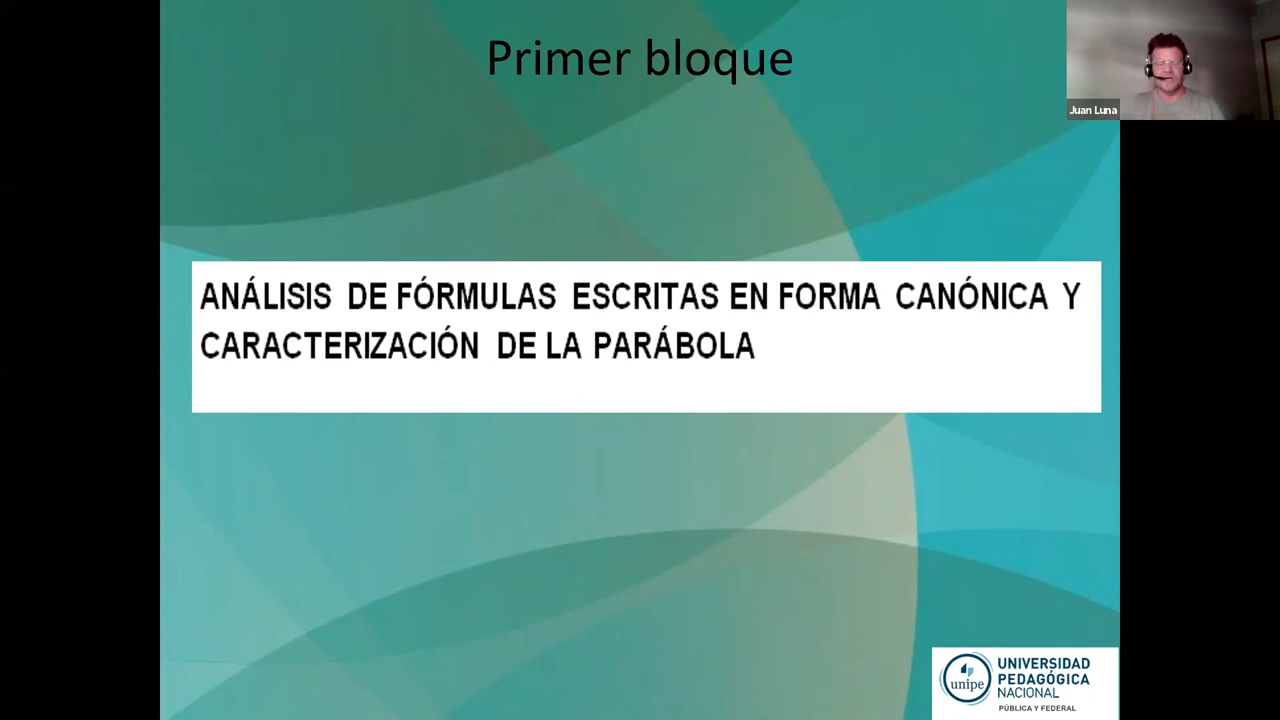 Primer bloque
Juan Luna
ANÁLISIS DE FÓRMULAS ESCRITAS EN FORMA CANÓNICA Y
CARACTERIZACIÓN DE LA PARÁBOLA
unipe
UNIVERSIDAD
PEDAGÓGICA
NACIONAL
PÚBLICA Y FEDERAL